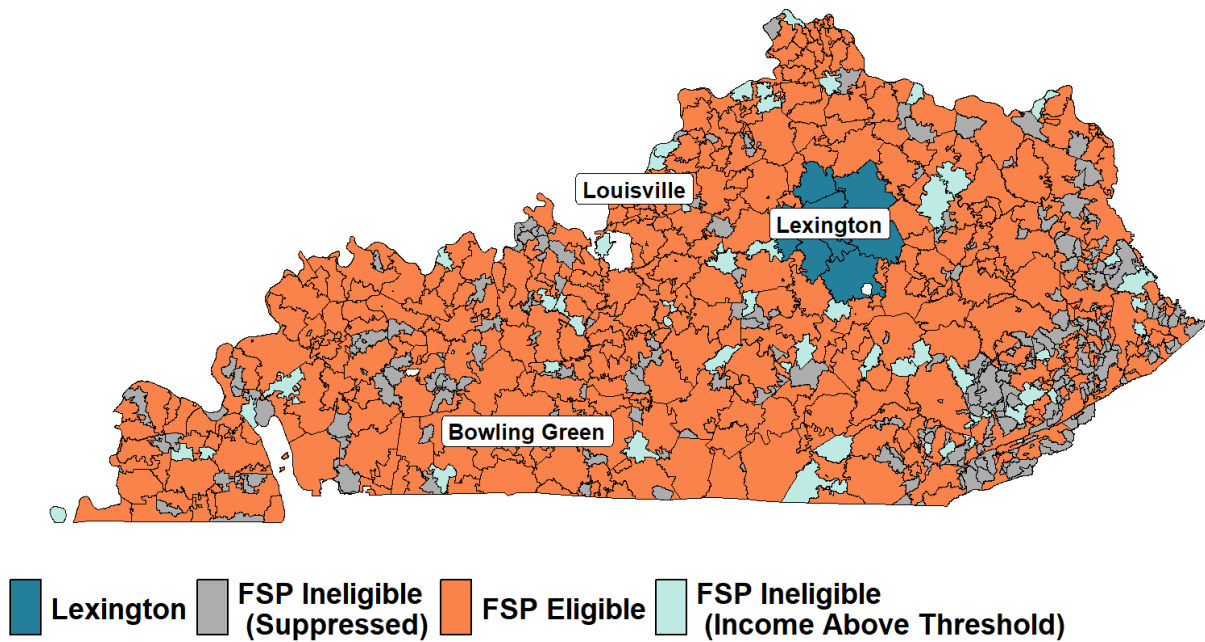 Louisville
Lexington
Bowling Green
Lexington
FSP Ineligible
(Suppressed)
FSP Eligible
FSP Ineligible
(Income Above Threshold)